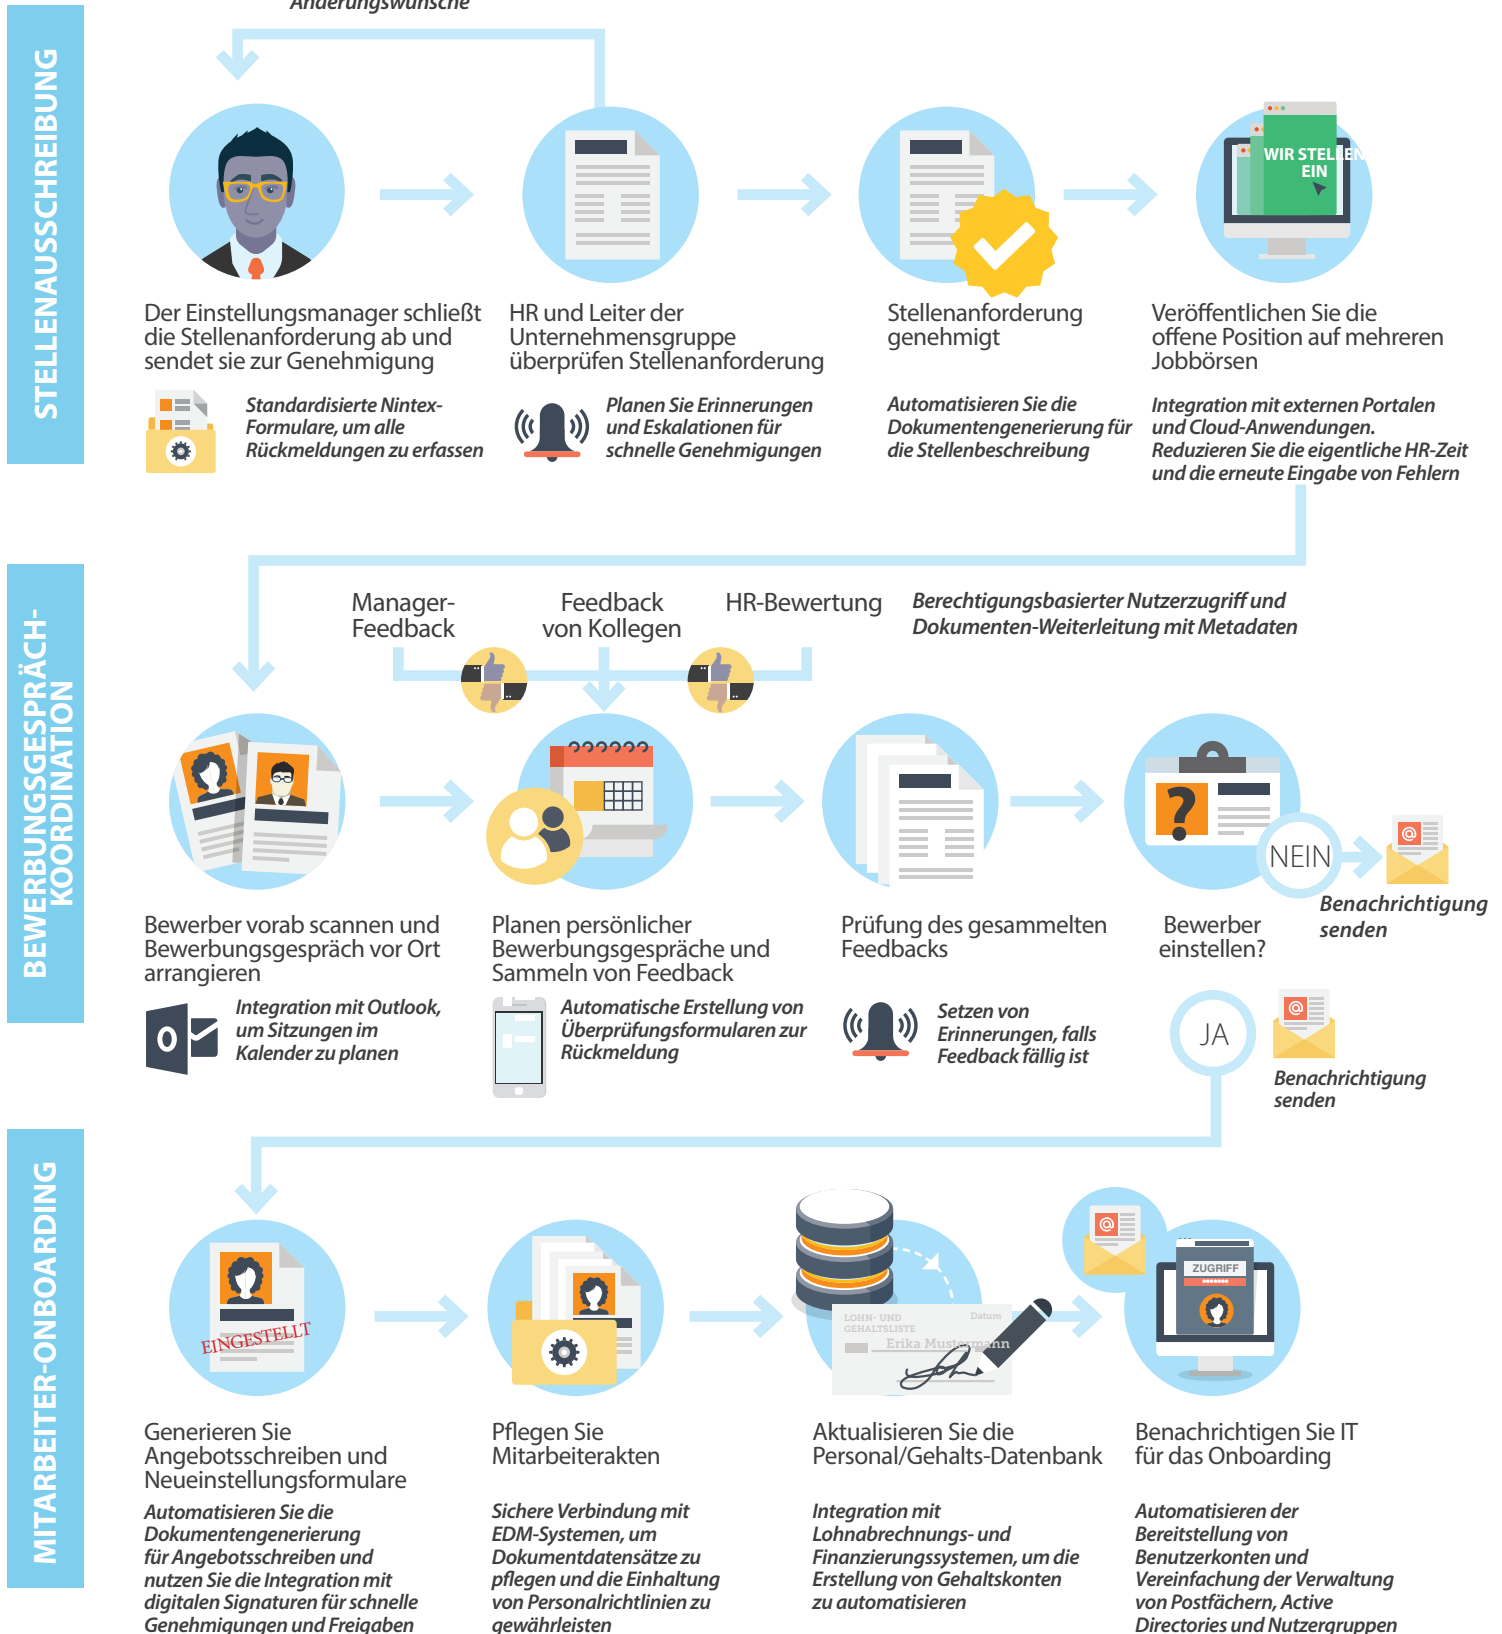 Änderungswünsche
STELLENAUSSCHREIBUNG
WIR STELLEN
EIN
Der Einstellungsmanager schließt
die Stellenanforderung ab und
sendet sie zur Genehmigung
Standardisierte Nintex-
Formulare, um alle
Rückmeldungen zu erfassen
HR und Leiter der
Unternehmensgruppe
überprüfen Stellenanforderung
Planen Sie Erinnerungen
und Eskalationen für
schnelle Genehmigungen
Stellenanforderung
genehmigt
Automatisieren Sie die
Dokumentengenerierung für
die Stellenbeschreibung
Veröffentlichen Sie die
offene Position auf mehreren
Jobbörsen
Integration mit externen Portalen
und Cloud-Anwendungen.
Reduzieren Sie die eigentliche HR-Zeit
und die erneute Eingabe von Fehlern
BEWERBUNGSGESPRÄCH-
KOORDINATION
Manager-
Feedback
Feedback
von Kollegen
HR-Bewertung
Berechtigungsbasierter Nutzerzugriff und
Dokumenten-Weiterleitung mit Metadaten
Bewerber vorab scannen und
Bewerbungsgespräch vor Ort
arrangieren
Integration mit Outlook,
um Sitzungen im
Kalender zu planen
Planen persönlicher
Bewerbungsgespräche und
Sammeln von Feedback
Automatische Erstellung von
Überprüfungsformularen zur
Rückmeldung
Prüfung des gesammelten
Feedbacks
Setzen von
Erinnerungen, falls
Feedback fällig ist
?
Bewerber
einstellen?
NEIN
@
Benachrichtigung
senden
JA
@
Benachrichtigung
senden
MITARBEITER-ONBOARDING
EINGESTELLT
Generieren Sie
Angebotsschreiben und
Neueinstellungsformulare
Automatisieren Sie die
Dokumentengenerierung
für Angebotsschreiben und
nutzen Sie die Integration mit
digitalen Signaturen für schnelle
Genehmigungen und Freigaben
Pflegen Sie
Mitarbeiterakten
Sichere Verbindung mit
EDM-Systemen, um
Dokumentdatensätze zu
pflegen und die Einhaltung
von Personalrichtlinien zu
gewährleisten
LOHN- UND
GEHALTSLISTE
Datum
Erika Mustermann
Aktualisieren Sie die
Personal/Gehalts-Datenbank
Integration mit
Lohnabrechnungs- und
Finanzierungssystemen, um die
Erstellung von Gehaltskonten
zu automatisieren
@
ZUGRIFF
Benachrichtigen Sie IT
für das Onboarding
Automatisieren der
Bereitstellung von
Benutzerkonten und
Vereinfachung der Verwaltung
von Postfächern, Active
Directories und Nutzergruppen